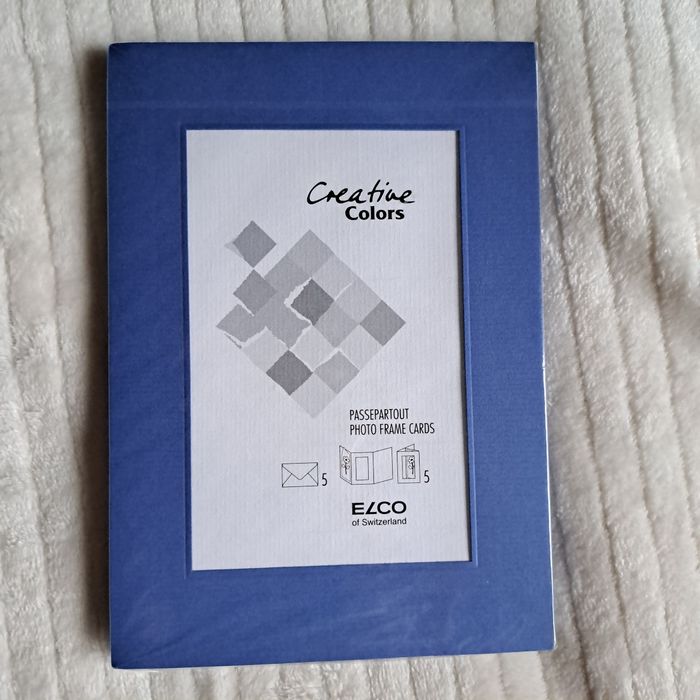 Creative
Colors
PASSEPARTOUT
PHOTO FRAME CARDS
5 5
ELCO
of Switzerland